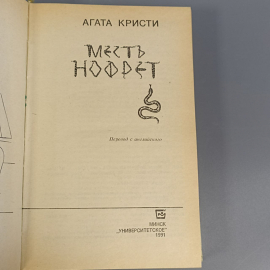 АГАТА КРИСТИ
МЕСТЬ
НОФРЕТ
Перевод с английского
МИНСК
„УНИВЕРСИТЕТСКОЕ"
1991